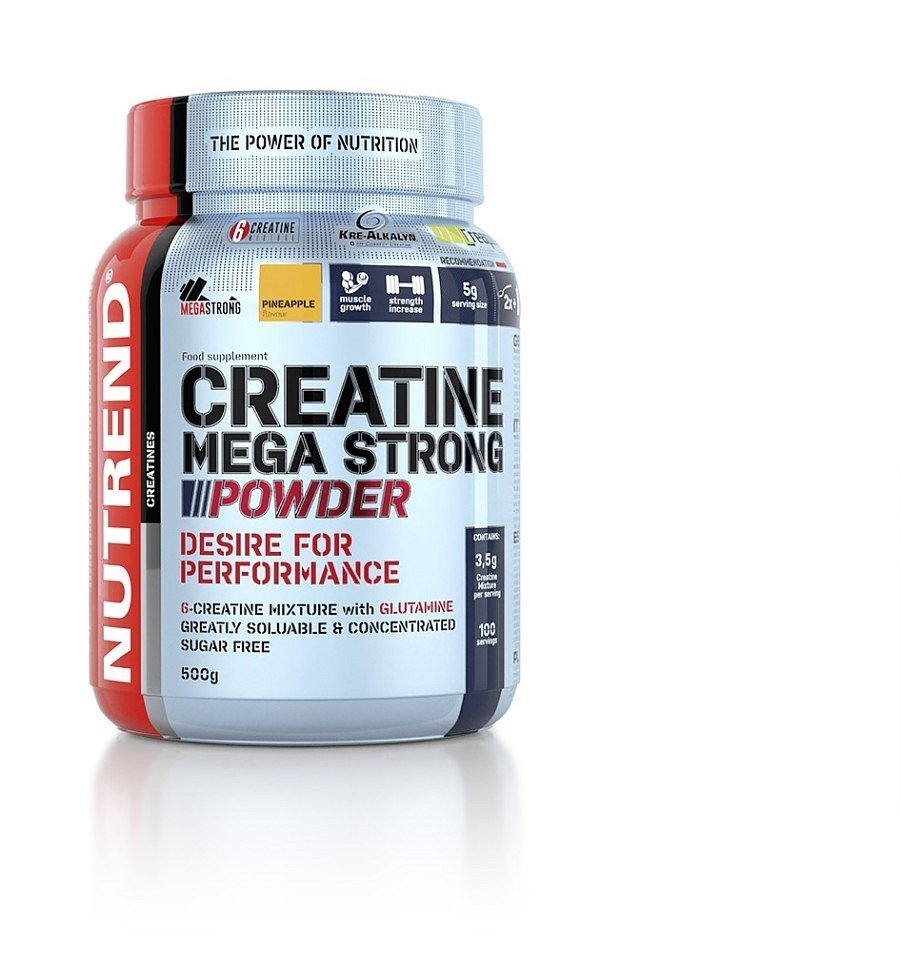 THE POWER OF NUTRITION
6 CREATINE
MIXTURE
KRE-ALKALYN
RECOMMENDATION
MEGASTRONG
PINEAPPLE
flavour
muscle
growth
strength
increase
5g
serving size
2x+
NUTREND®
CREATINES
Food supplement
CREATINE
MEGA STRONG
POWDER
DESIRE FOR
PERFORMANCE
6-CREATINE MIXTURE with GLUTAMINE
GREATLY SOLUABLE & CONCENTRATED
SUGAR FREE
500g
CONTAINS:
3,5g
Creatine
Mixture
per serving
100
servings